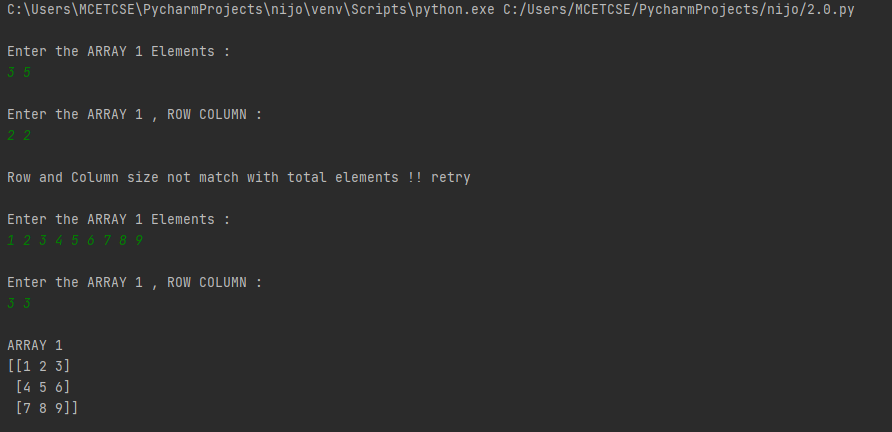 C:\Users\MCETCSE\PycharmProjects\nijo\venv\Scripts\python.exe C:/Users/MCETCSE/PycharmProjects/nijo/2.0.py
Enter the ARRAY 1 Elements :
3 5
Enter the ARRAY 1 , ROW COLUMN :
2 2
Row and Column size not match with total elements !! retry
Enter the ARRAY 1 Elements :
1 2 3 4 5 6 7 8 9
Enter the ARRAY 1 , ROW COLUMN :
3 3
ARRAY 1
[[1 2 3]
 [4 5 6]
 [7 8 9]]